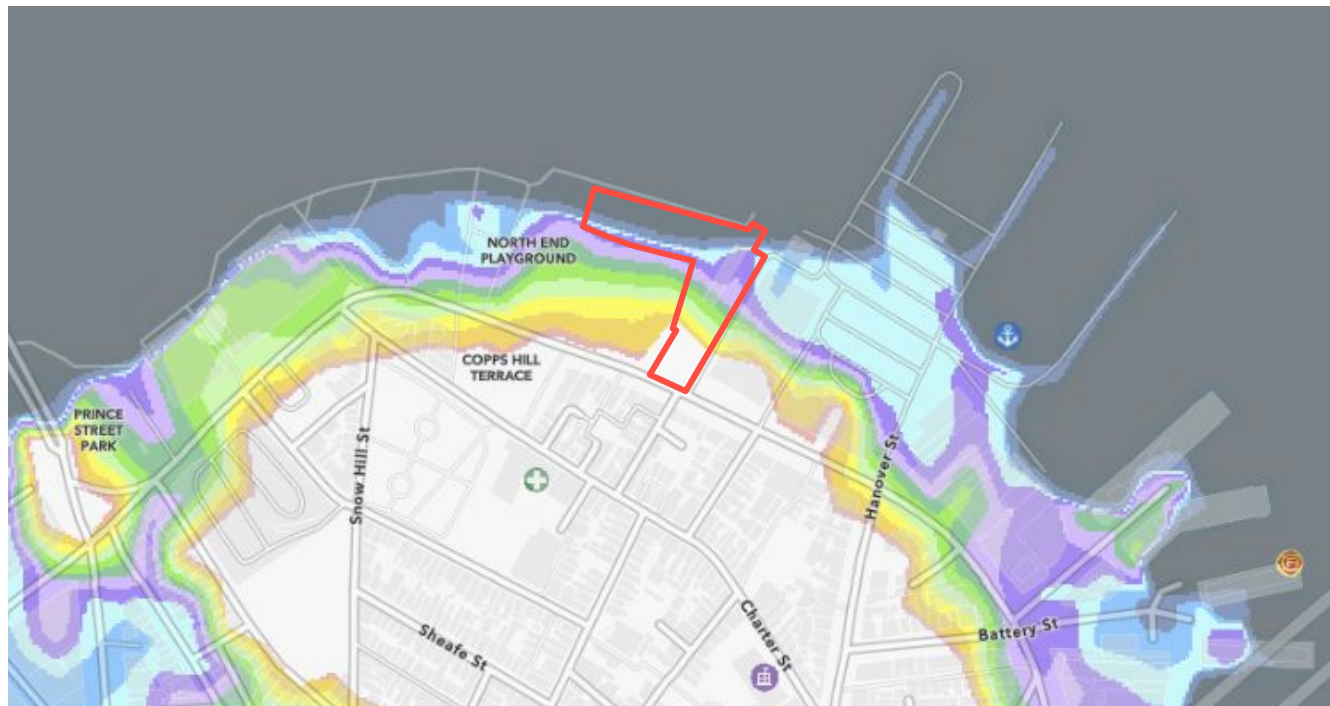 NORTH END
PLAYGROUND
COPPS HILL
TERRACE
PRINCE
STREET
PARK
Snow Hill St
Hanover St
Sheafe St
Charter St
Battery St